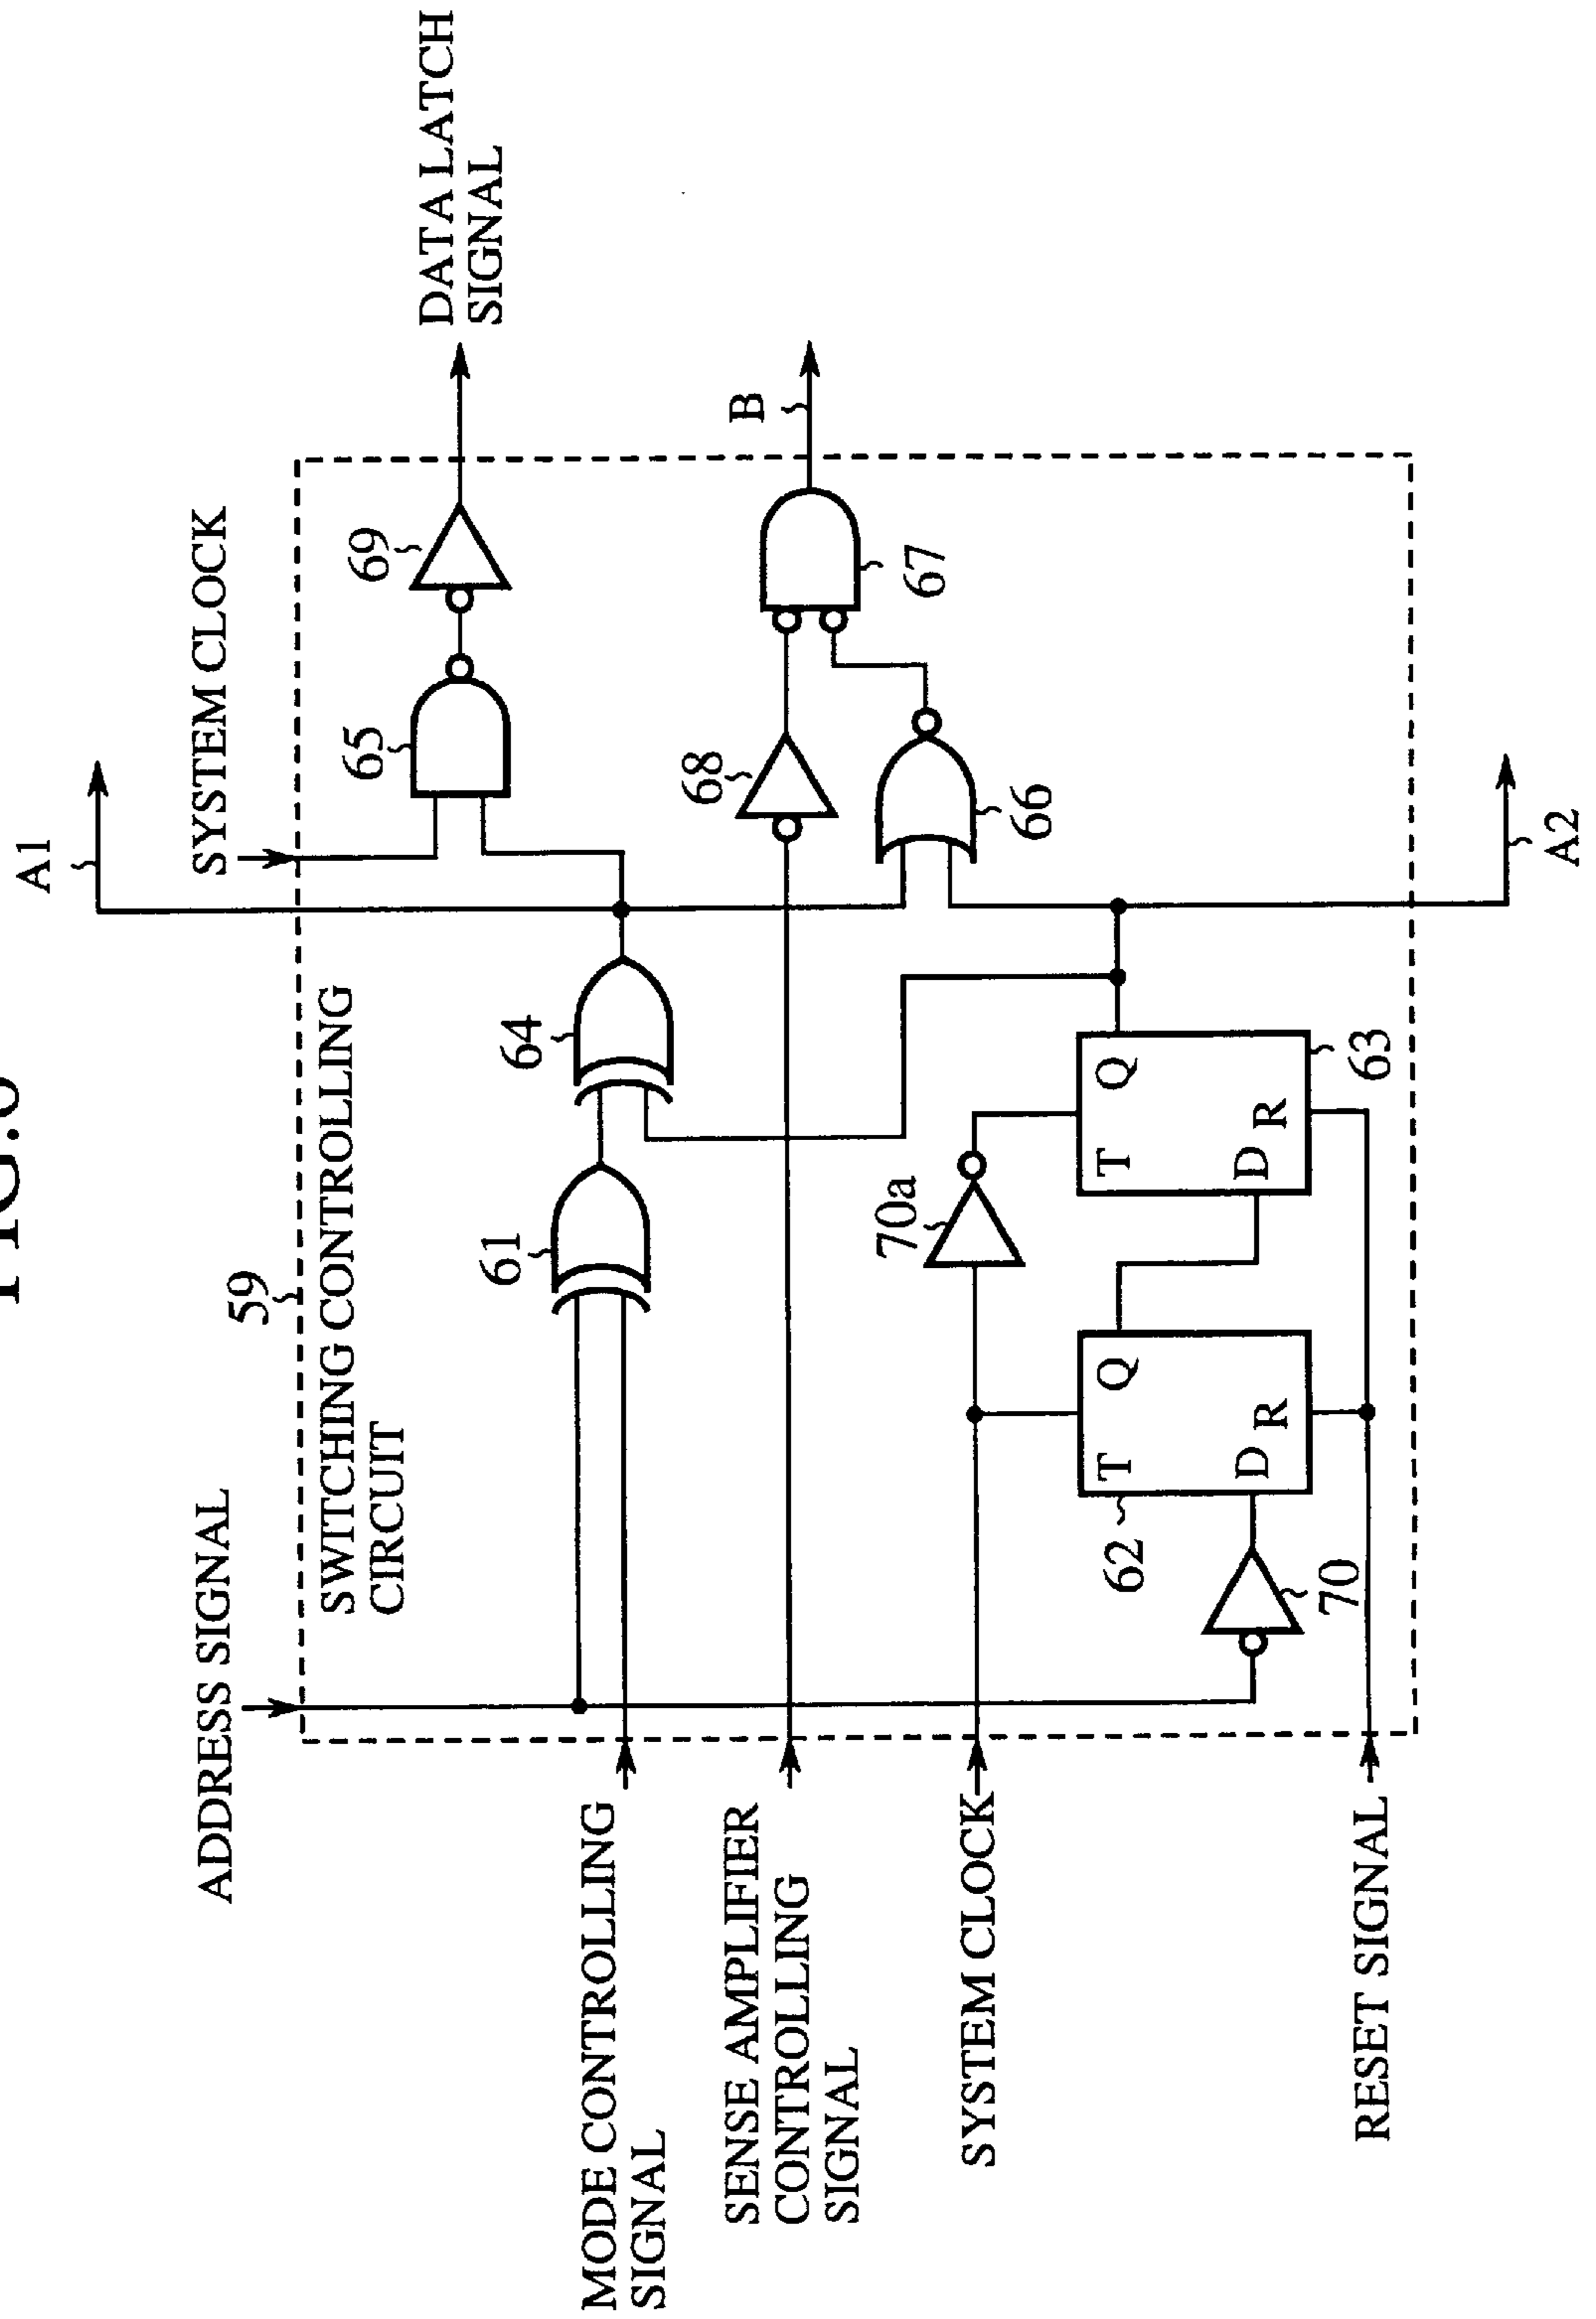 ADDRESS SIGNAL
59
SWITCHING CONTROLLING
CIRCUIT
A1
SYSTEM CLOCK
DATA LATCH
SIGNAL
MODE CONTROLLING
SIGNAL
61
64
65
69
SENSE AMPLIFIER
CONTROLLING
SIGNAL
68
B
67
66
SYSTEM CLOCK
70a
62
T
Q
D
R
T
Q
D
R
63
70
RESET SIGNAL
A2